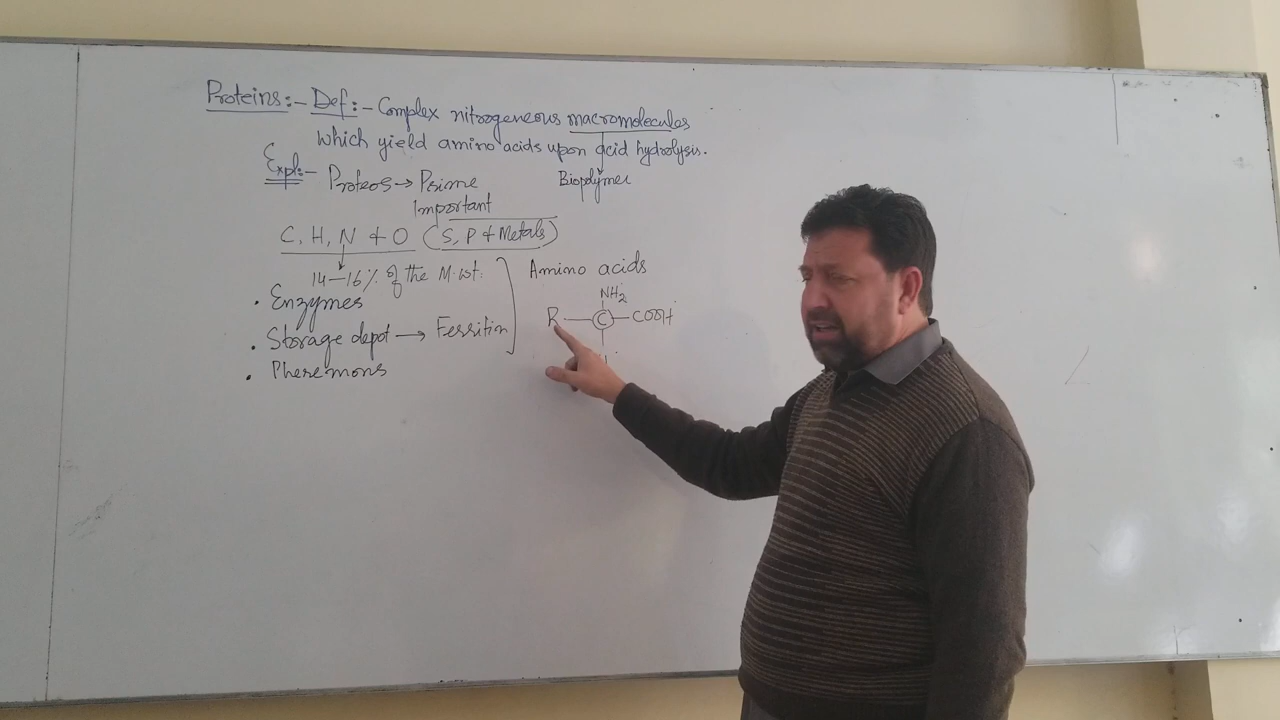 Proteins:- Def:- Complex nitrogeneous macromolecules
which yield amino acids upon acid hydrolysis.
Expl:- Proteos → Prime
Important
Biopolymer
C, H, N + O (S, P + Metals)
14-16% of the M.wt.
• Enzymes
• Storage depot → Ferritin
• Pheremons
Amino acids
NH2
R-C-COOH